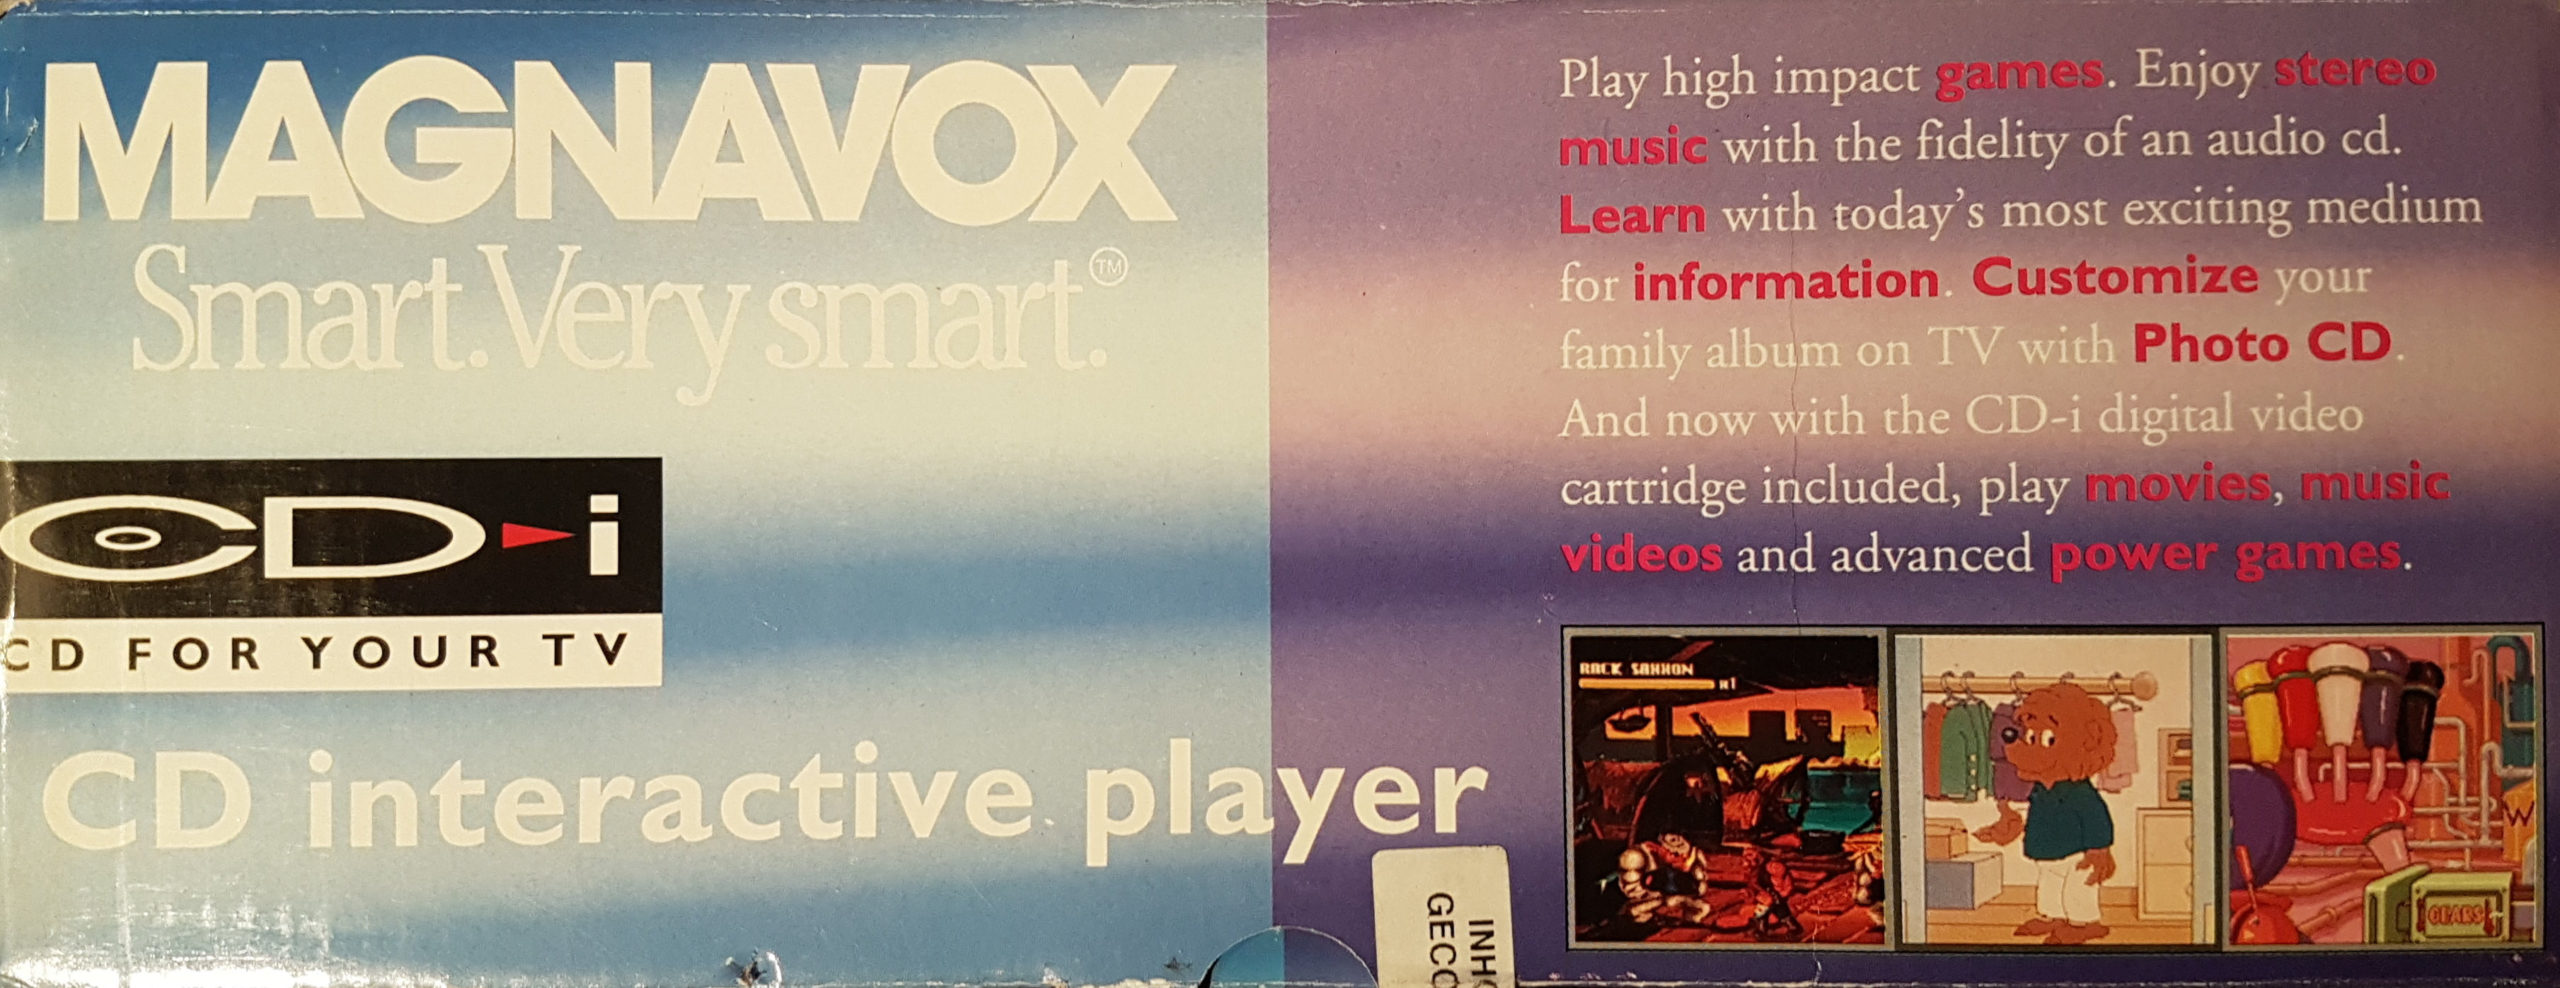 MAGNAVOX
Smart. Very smart.™
CD-i
CD FOR YOUR TV
CD interactive player
Play high impact games. Enjoy stereo
music with the fidelity of an audio cd.
Learn with today's most exciting medium
for information. Customize your
family album on TV with Photo CD.
And now with the CD-i digital video
cartridge included, play movies, music
videos and advanced power games.
RACK SAXXON
x1
W
GEARS